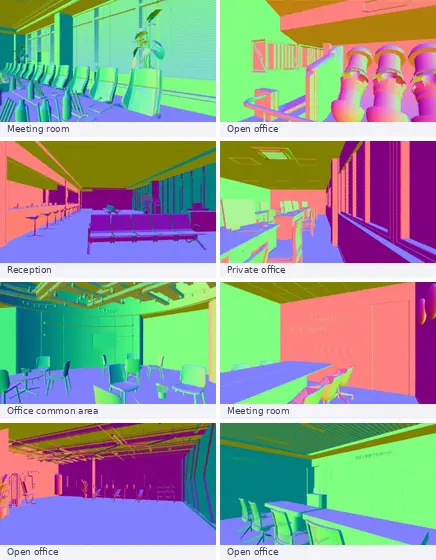 Meeting room
Open office
Reception
Private office
Office common area
Meeting room
Open office
Open office